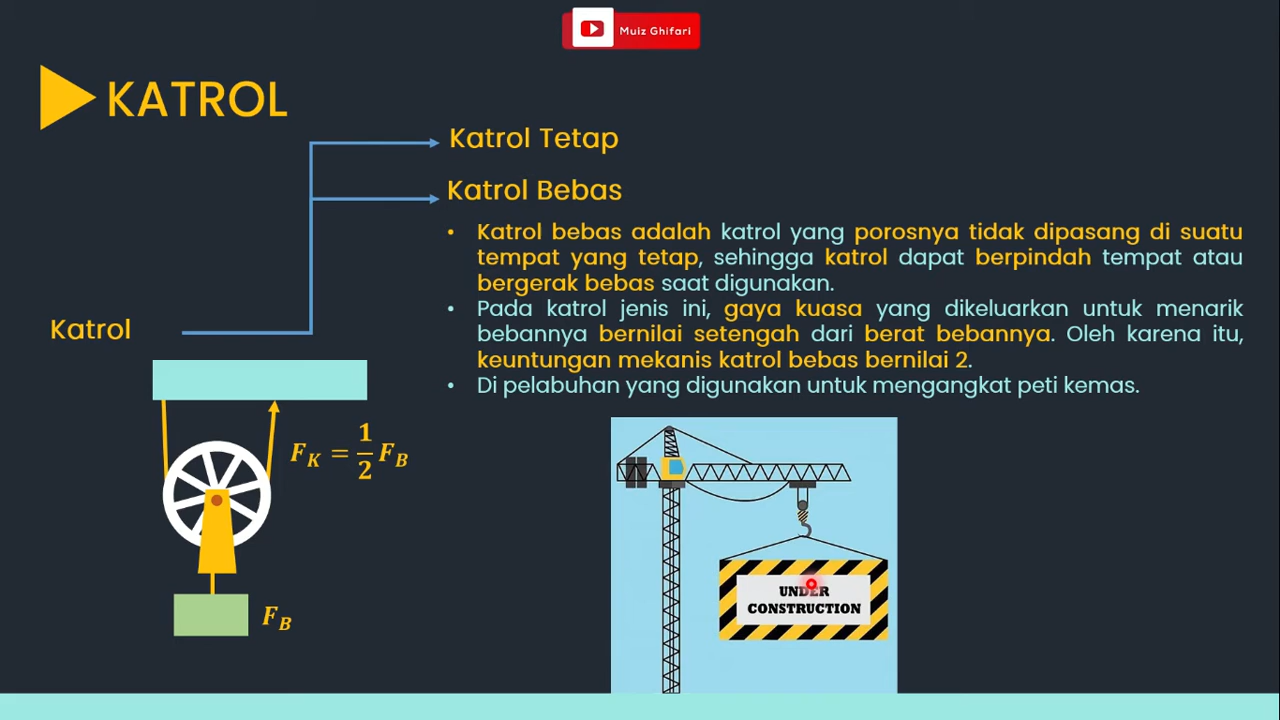 Muiz Ghifari
KATROL
Katrol Tetap
Katrol Bebas
• Katrol bebas adalah katrol yang porosnya tidak dipasang di suatu
tempat yang tetap, sehingga katrol dapat berpindah tempat atau
bergerak bebas saat digunakan.
• Pada katrol jenis ini, gaya kuasa yang dikeluarkan untuk menarik
bebannya bernilai setengah dari berat bebannya. Oleh karena itu,
keuntungan mekanis katrol bebas bernilai 2.
• Di pelabuhan yang digunakan untuk mengangkat peti kemas.
Katrol
F_K = 1/2 F_B
F_B
UNDER
CONSTRUCTION